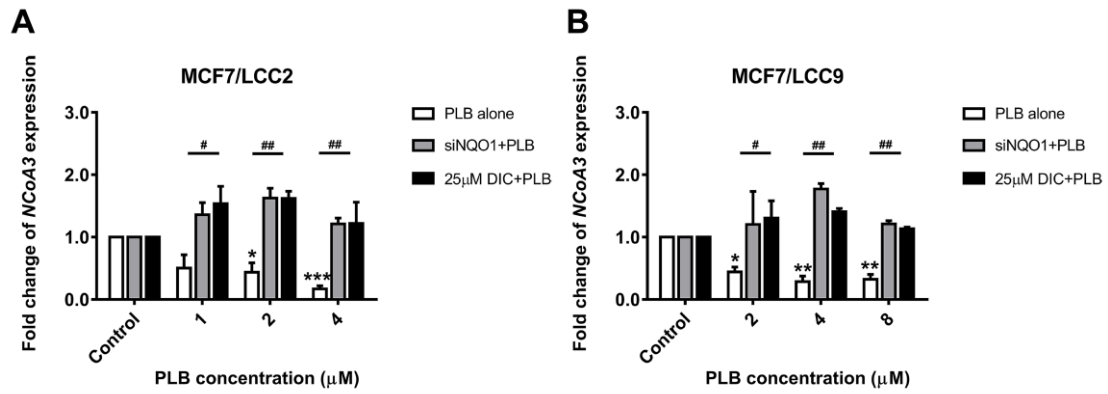 A
MCF7/LCC2
Fold change of NCoA3 expression
3.0
2.0
1.0
0.0
#
##
##
*
***
Control
1
2
4
PLB concentration (μM)
PLB alone
siNQO1+PLB
25μM DIC+PLB
B
MCF7/LCC9
Fold change of NCoA3 expression
3.0
2.0
1.0
0.0
#
##
##
*
**
**
Control
2
4
8
PLB concentration (μM)
PLB alone
siNQO1+PLB
25μM DIC+PLB